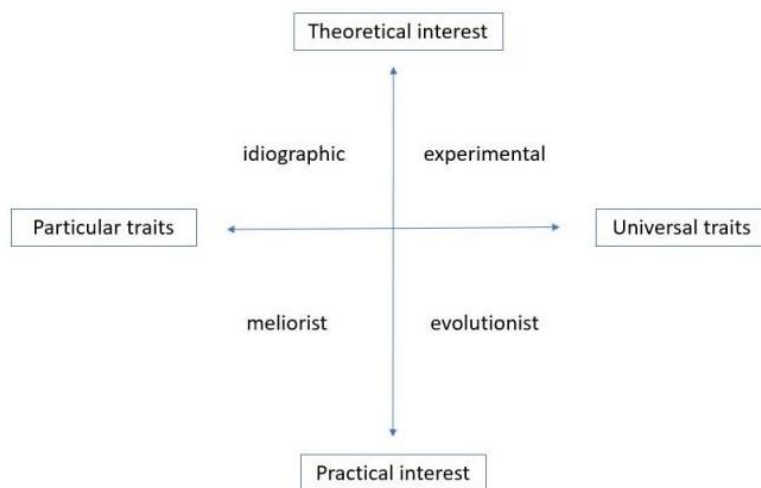 Theoretical interest
idiographic
experimental
Particular traits
Universal traits
meliorist
evolutionist
Practical interest